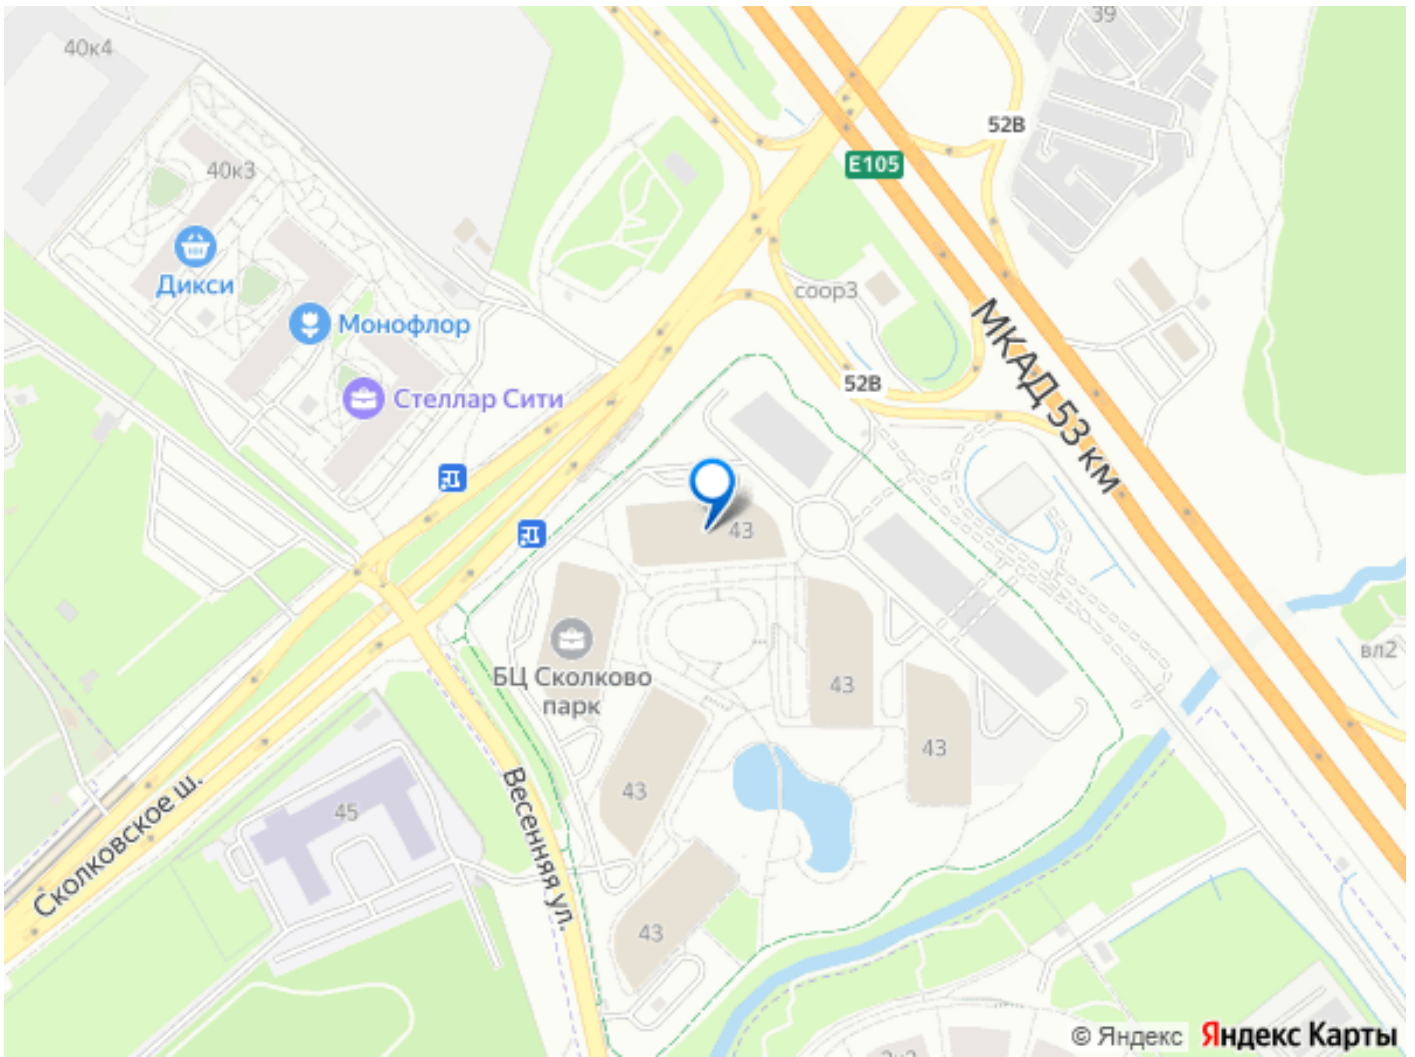 39
40к4
52В
Е105
40к3
Дикси
соор3
Монофлор
МКАД 53 км
52В
Стеллар Сити
43
БЦ Сколково
парк
вл2
43
43
43
45
Весенняя ул.
Сколковское ш.
43
© Яндекс
Яндекс Карты